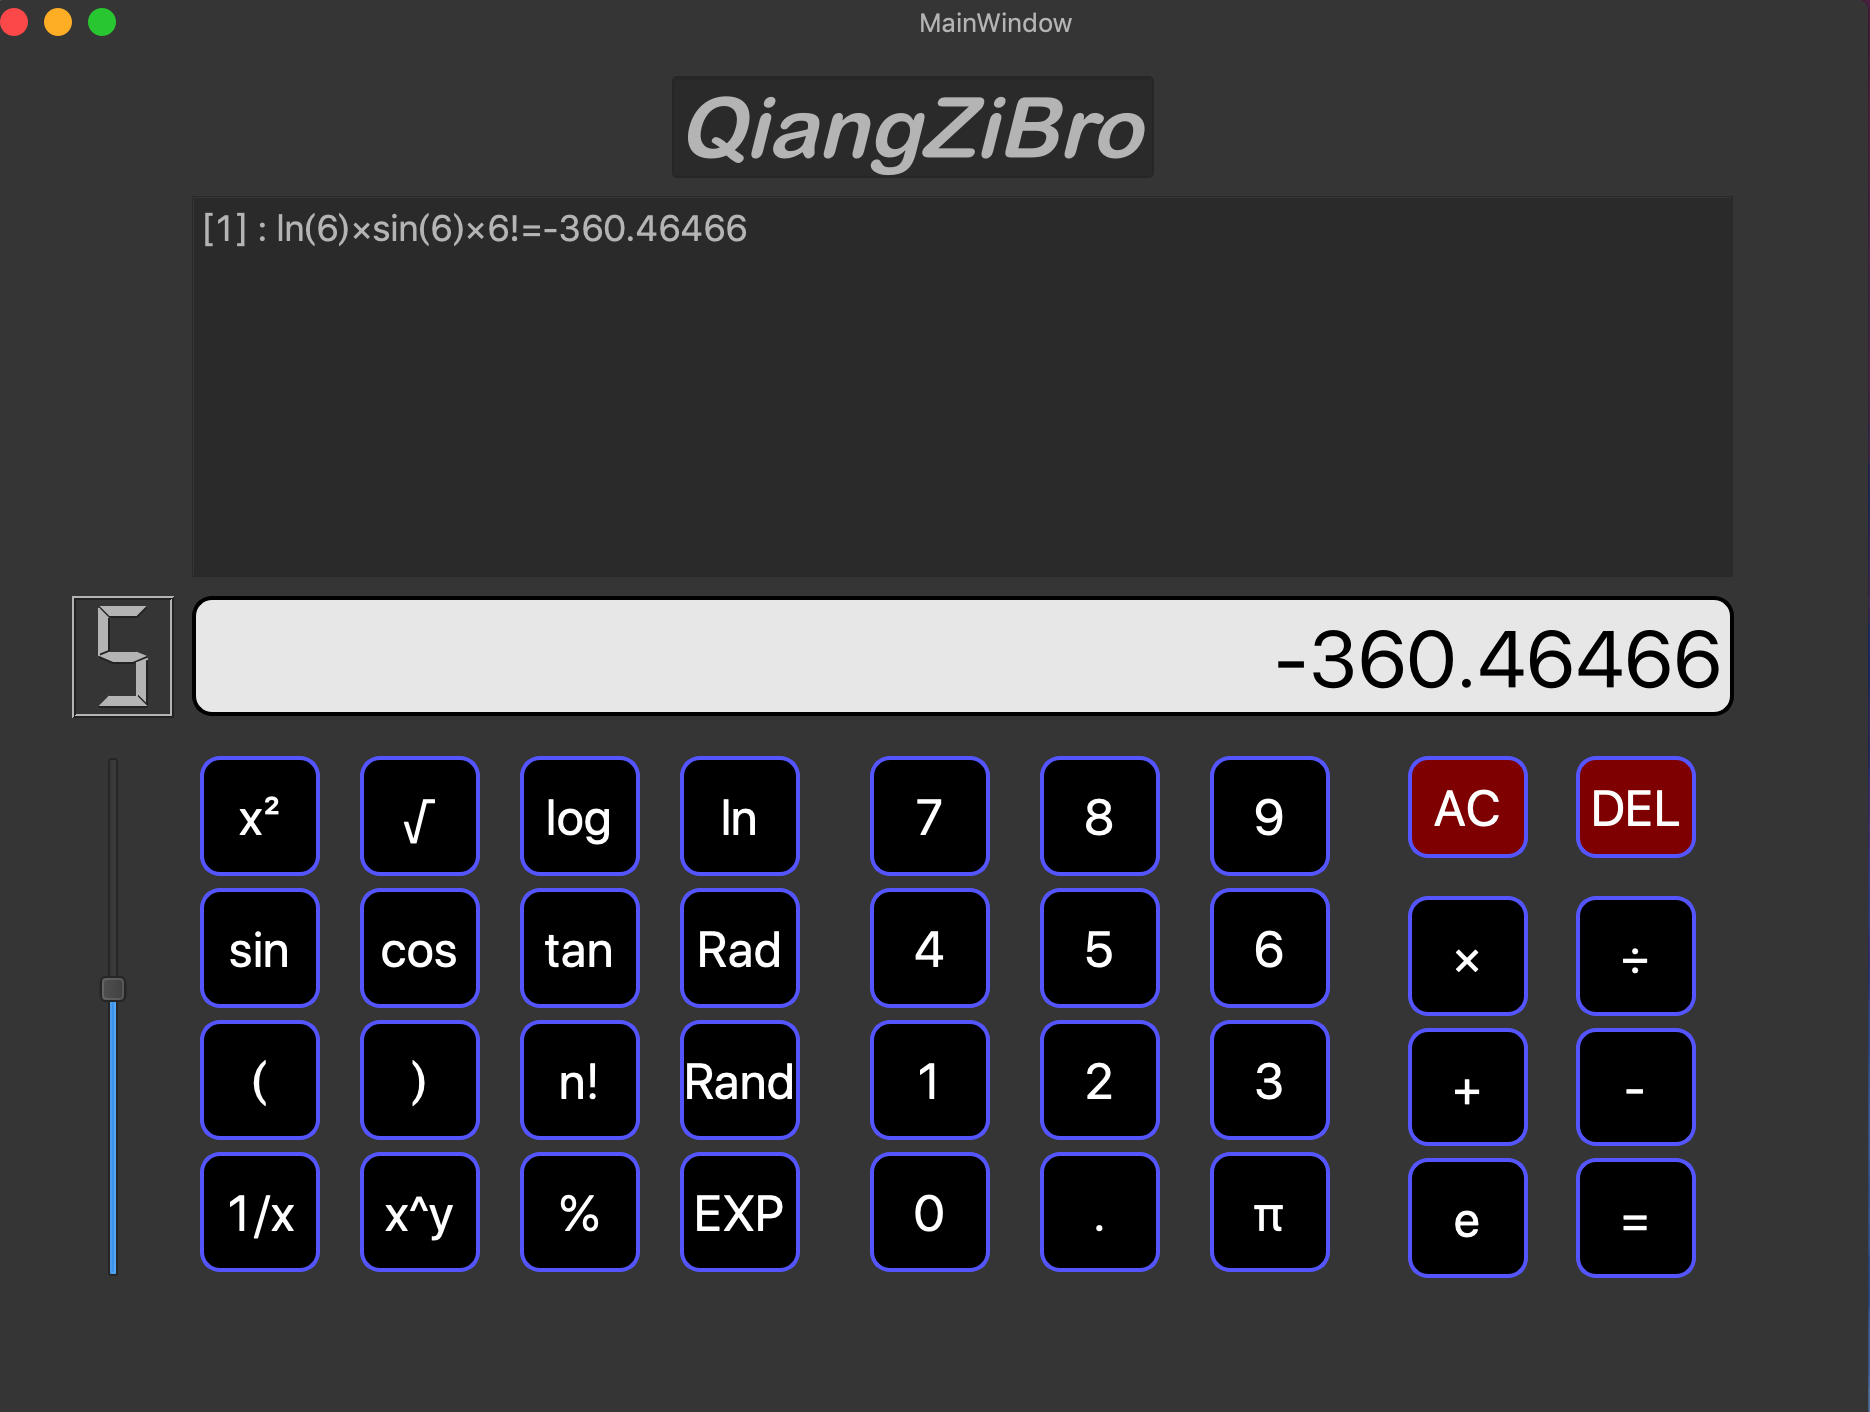 MainWindow
QiangZiBro
[1] : ln(6)×sin(6)×6!=-360.46466
5
-360.46466
x² √ log ln 7 8 9 AC DEL
sin cos tan Rad 4 5 6 × ÷
( ) n! Rand 1 2 3 + -
1/x x^y % EXP 0 . π e =